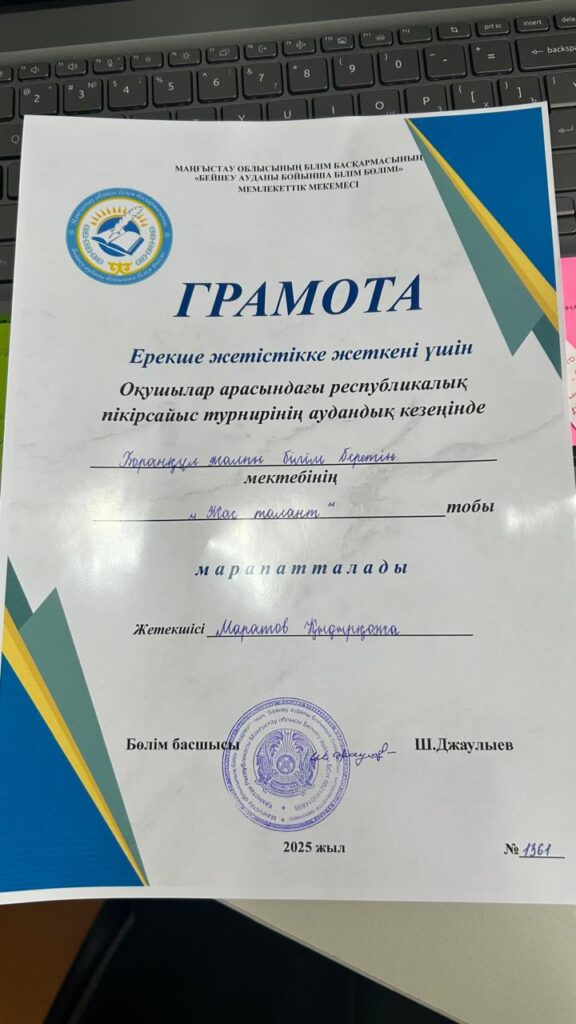 МАҢҒЫСТАУ ОБЛЫСЫНЫҢ БІЛІМ БАСҚАРМАСЫНЫҢ
«БЕЙНЕУ АУДАНЫ БОЙЫНША БІЛІМ БӨЛІМІ»
МЕМЛЕКЕТТІК МЕКЕМЕСІ
ГРАМОТА
Ерекше жетістікке жеткені үшін
Оқушылар арасындағы республикалық
пікірсайыс турнирінің аудандық кезеңінде
жалпы білім беретін
мектебінің
"Жас талант" тобы
марапатталады
Жетекшісі Маратов
Бөлім басшысы Ш.Джаулыев
2025 жыл
№ 1361